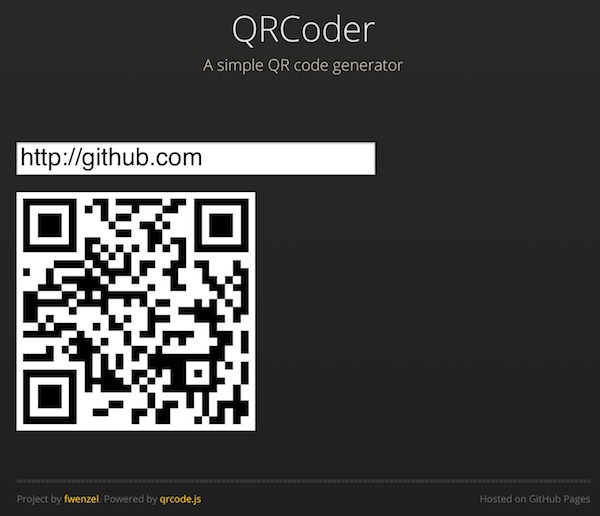 QRCoder
A simple QR code generator
http://github.com
Project by fwenzel. Powered by qrcode.js
Hosted on GitHub Pages